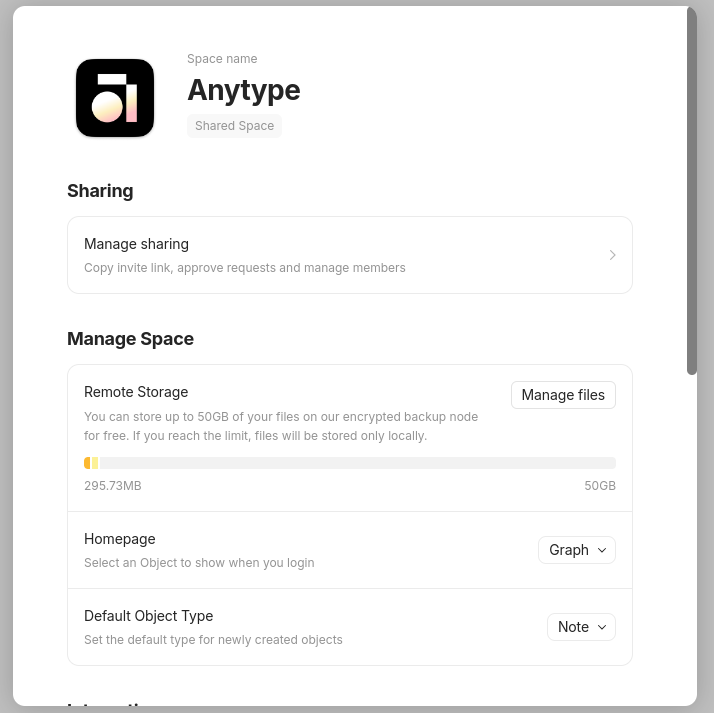 Space name
Anytype
Shared Space
Sharing
Manage sharing
Copy invite link, approve requests and manage members
Manage Space
Remote Storage
Manage files
You can store up to 50GB of your files on our encrypted backup node
for free. If you reach the limit, files will be stored only locally.
295.73MB
50GB
Homepage
Graph
Select an Object to show when you login
Default Object Type
Note
Set the default type for newly created objects